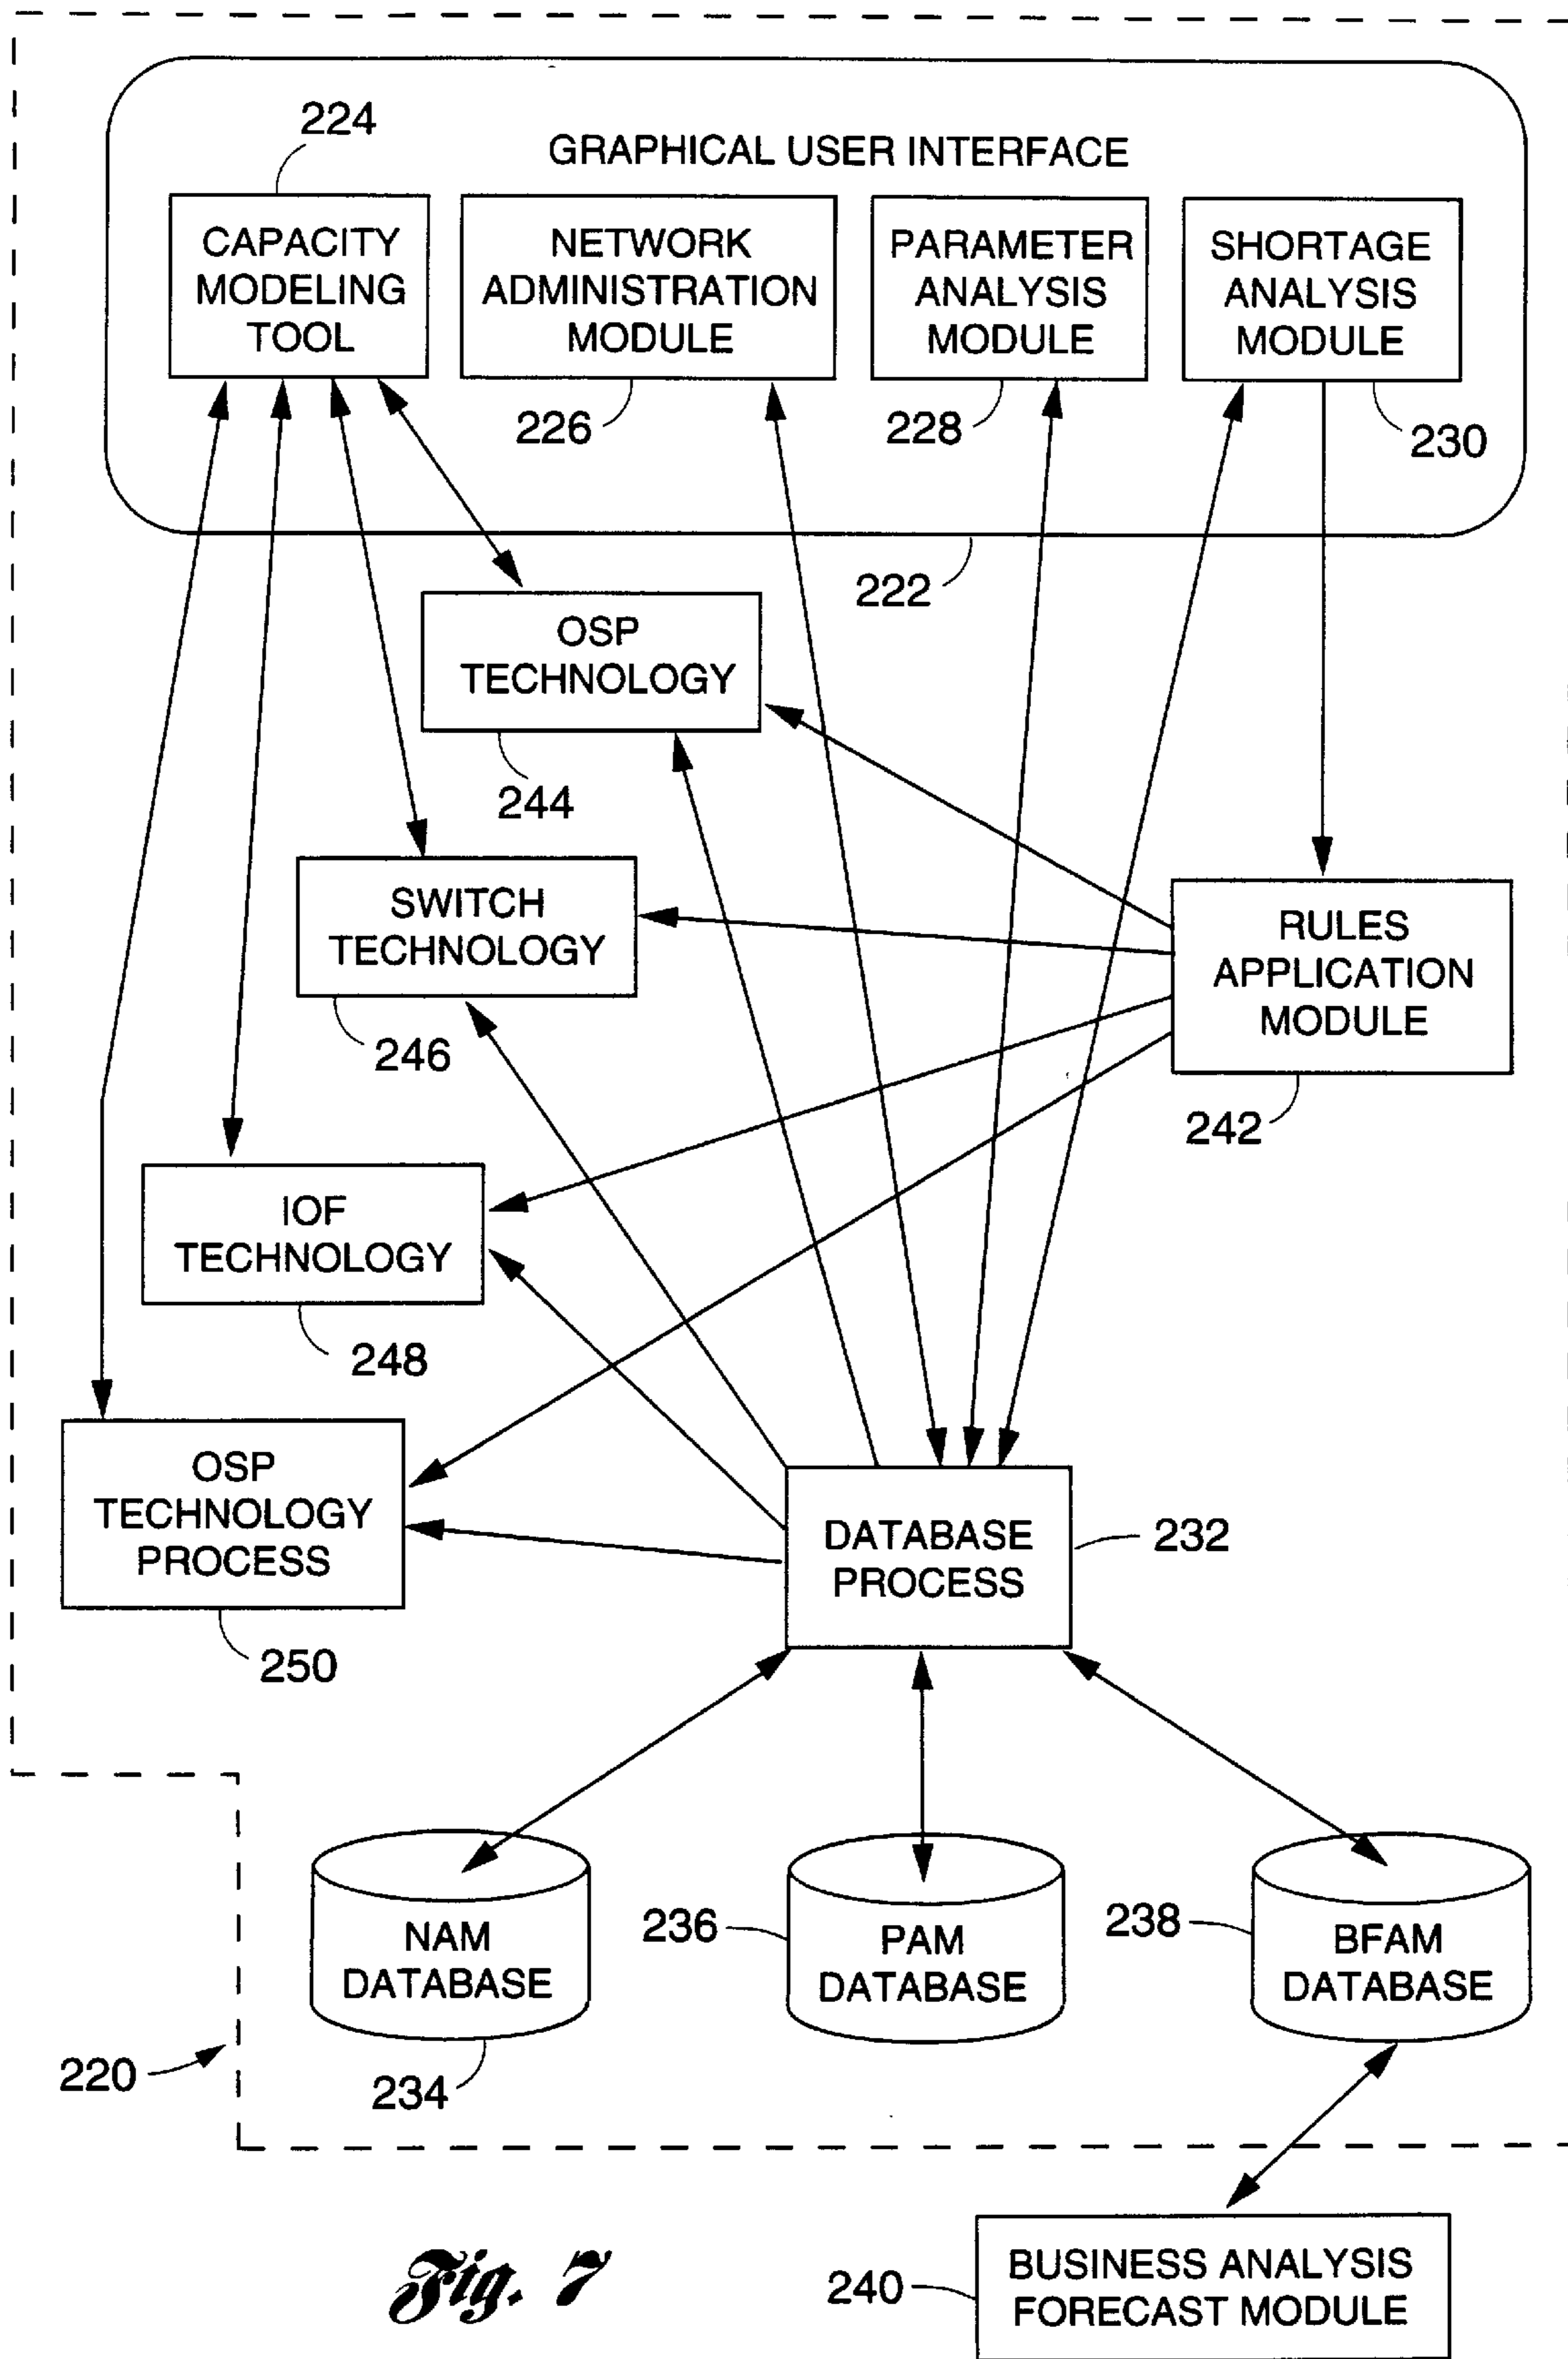 224
GRAPHICAL USER INTERFACE
CAPACITY
MODELING
TOOL
NETWORK
ADMINISTRATION
MODULE
PARAMETER
ANALYSIS
MODULE
SHORTAGE
ANALYSIS
MODULE
226
228
230
222
OSP
TECHNOLOGY
244
SWITCH
TECHNOLOGY
246
RULES
APPLICATION
MODULE
242
IOF
TECHNOLOGY
248
OSP
TECHNOLOGY
PROCESS
250
DATABASE
PROCESS
232
NAM
DATABASE
234
236
PAM
DATABASE
238
BFAM
DATABASE
220
Fig. 7
240
BUSINESS ANALYSIS
FORECAST MODULE